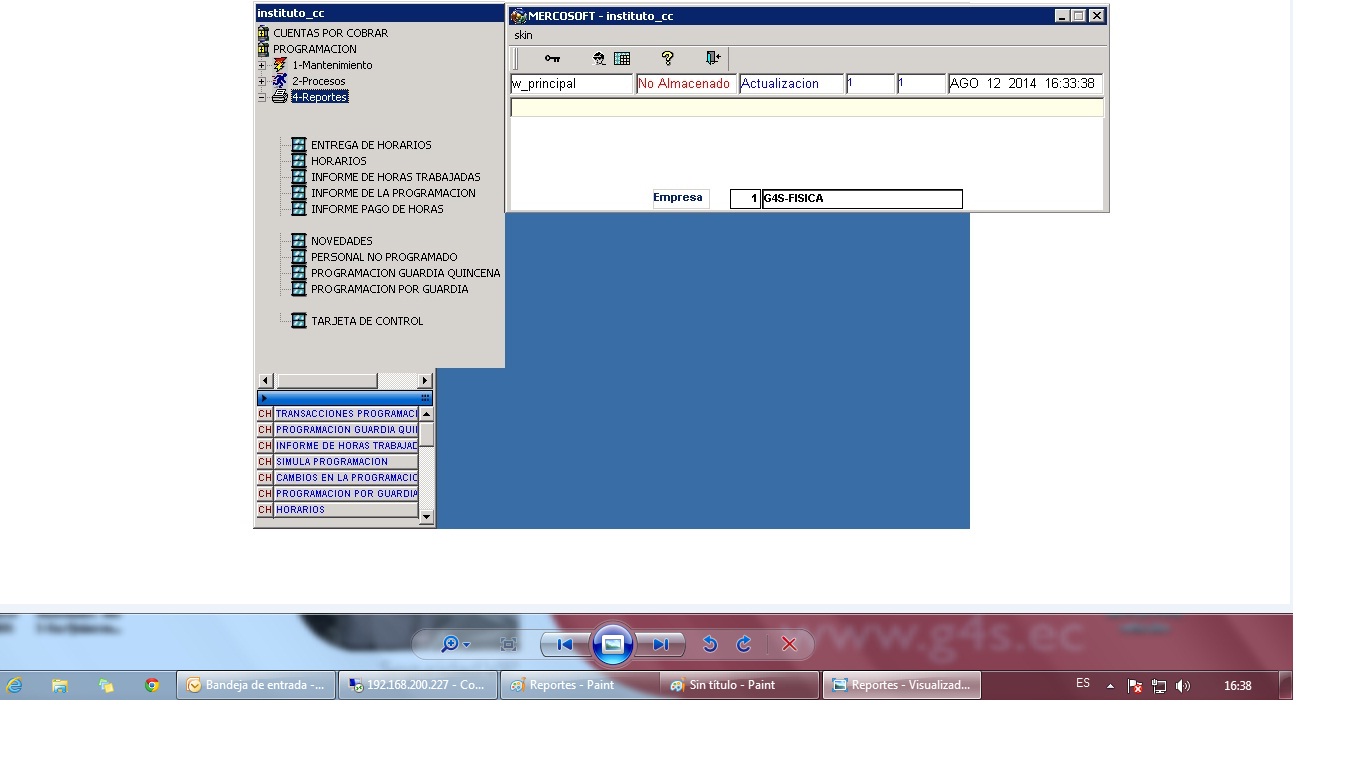 instituto_cc
CUENTAS POR COBRAR
PROGRAMACION
1-Mantenimiento
2-Procesos
4-Reportes
ENTREGA DE HORARIOS
HORARIOS
INFORME DE HORAS TRABAJADAS
INFORME DE LA PROGRAMACION
INFORME PAGO DE HORAS
NOVEDADES
PERSONAL NO PROGRAMADO
PROGRAMACION GUARDIA QUINCENA
PROGRAMACION POR GUARDIA
TARJETA DE CONTROL
CH TRANSACCIONES PROGRAMACI
CH PROGRAMACION GUARDIA QUI
CH INFORME DE HORAS TRABAJAD
CH SIMULA PROGRAMACION
CH CAMBIOS EN LA PROGRAMACIO
CH PROGRAMACION POR GUARDIA
CH HORARIOS
MERCOSOFT - instituto_cc
skin
w_principal No Almacenado Actualizacion 1 1 AGO 12 2014 16:33:38
Empresa 1 G4S-FISICA
www.g4s.ec
Bandeja de entrada -... 192.168.200.227 - Co... Reportes - Paint Sin título - Paint Reportes - Visualizad... ES 16:38